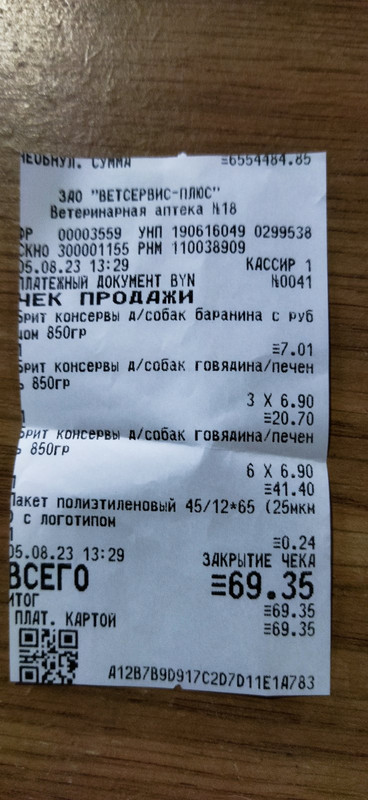 СУММА ≡6554484.85
ЗАО "ВЕТСЕРВИС-ПЛЮС"
Ветеринарная аптека №18
00003559 УНП 190616049 0299538
СКНО 300001155 РНМ 110038909
05.08.23 13:29 КАССИР 1
ПЛАТЕЖНЫЙ ДОКУМЕНТ BYN №0041
ЧЕК ПРОДАЖИ
Брит консервы д/собак баранина с руб
цом 850гр
≡7.01
Брит консервы д/собак говядина/печен
ь 850гр
3 X 6.90
≡20.70
Брит консервы д/собак говядина/печен
ь 850гр
6 X 6.90
≡41.40
Пакет полиэтиленовый 45/12*65 (25мкм
) с логотипом
≡0.24
05.08.23 13:29 ЗАКРЫТИЕ ЧЕКА
ВСЕГО ≡69.35
ИТОГ ≡69.35
ПЛАТ. КАРТОЙ ≡69.35
A12B7B9D917C2D7D11E1A783